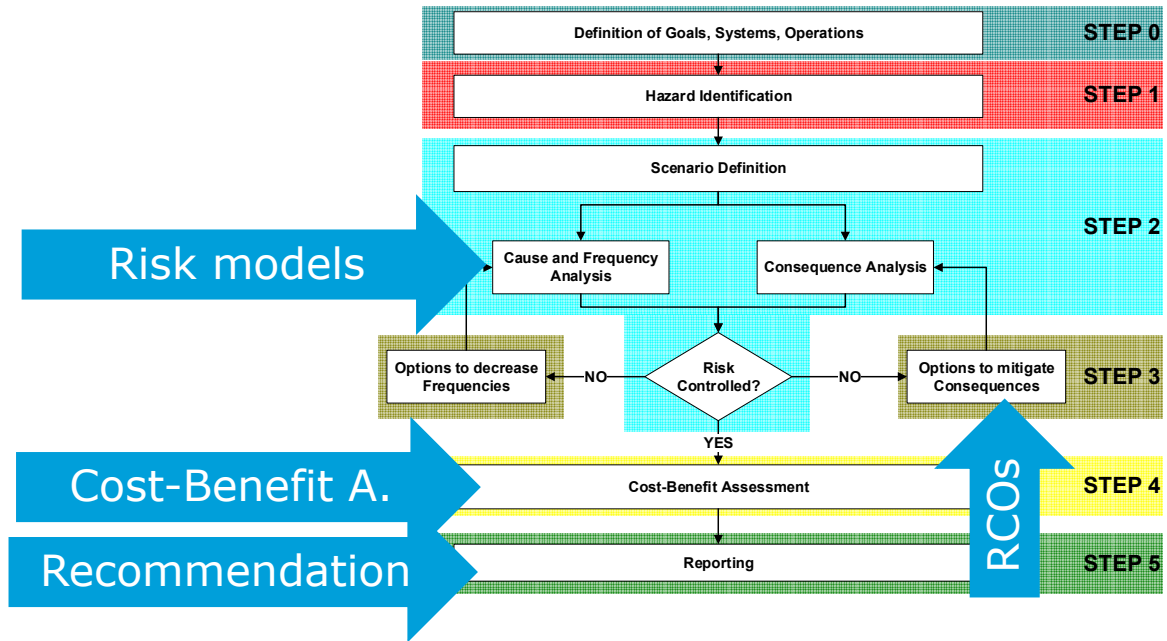 Definition of Goals, Systems, Operations
STEP 0
Hazard Identification
STEP 1
Scenario Definition
STEP 2
Risk models
Cause and Frequency
Analysis
Consequence Analysis
Options to decrease
Frequencies
NO
Risk
Controlled?
NO
Options to mitigate
Consequences
STEP 3
YES
Cost-Benefit A.
Cost-Benefit Assessment
STEP 4
RCOs
Recommendation
Reporting
STEP 5